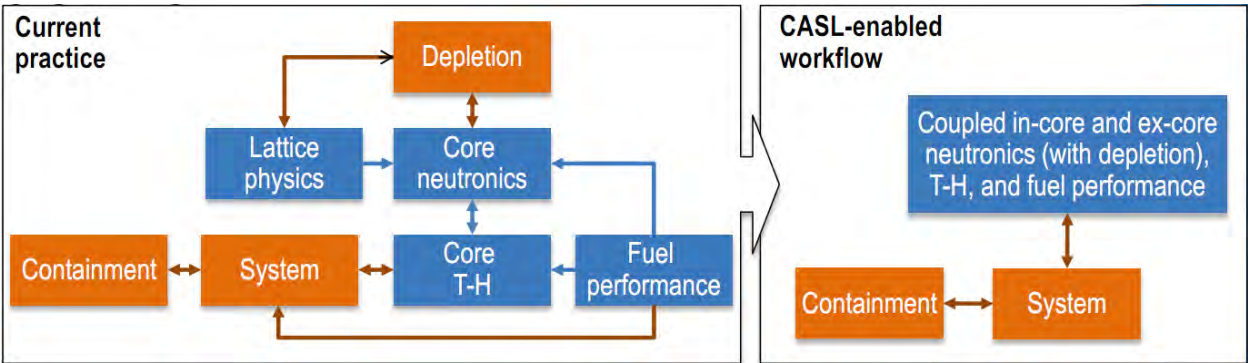 Current
practice
Depletion
Lattice
physics
Core
neutronics
Containment
System
Core
T-H
Fuel
performance
CASL-enabled
workflow
Coupled in-core and ex-core
neutronics (with depletion),
T-H, and fuel performance
Containment
System